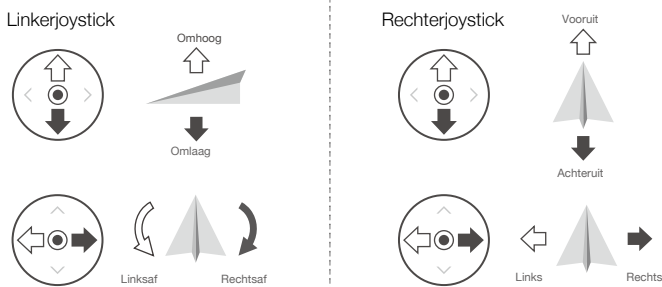 Linkerjoystick
Omhoog
Omlaag
Linksaf
Rechtsaf
Rechterjoystick
Vooruit
Achteruit
Links
Rechts